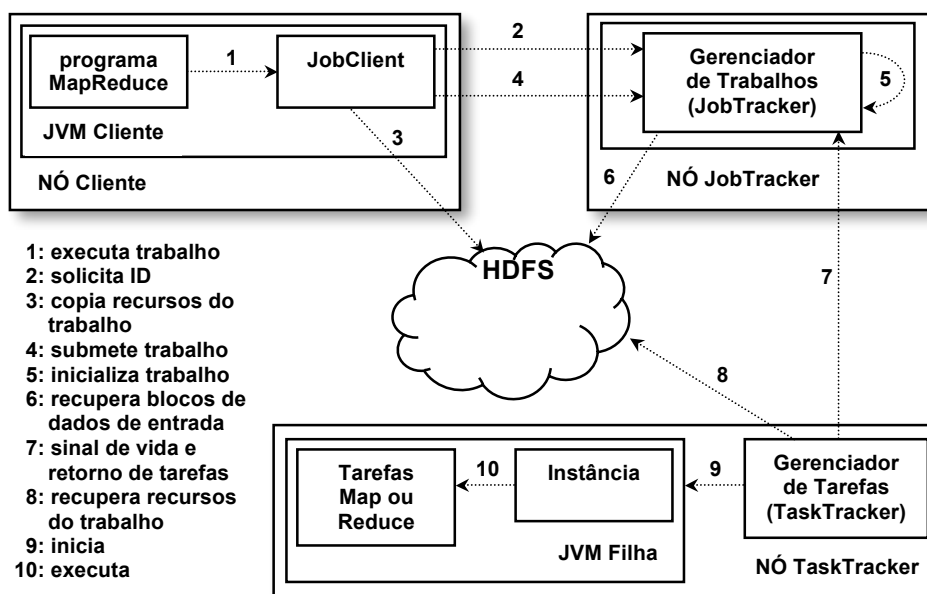 programa
MapReduce
1
JobClient
JVM Cliente
NÓ Cliente
2
4
3
Gerenciador
de Trabalhos
(JobTracker)
5
NÓ JobTracker
6
7
HDFS
1: executa trabalho
2: solicita ID
3: copia recursos do
trabalho
4: submete trabalho
5: inicializa trabalho
6: recupera blocos de
dados de entrada
7: sinal de vida e
retorno de tarefas
8: recupera recursos
do trabalho
9: inicia
10: executa
8
Tarefas
Map ou
Reduce
10
Instância
9
Gerenciador
de Tarefas
(TaskTracker)
JVM Filha
NÓ TaskTracker